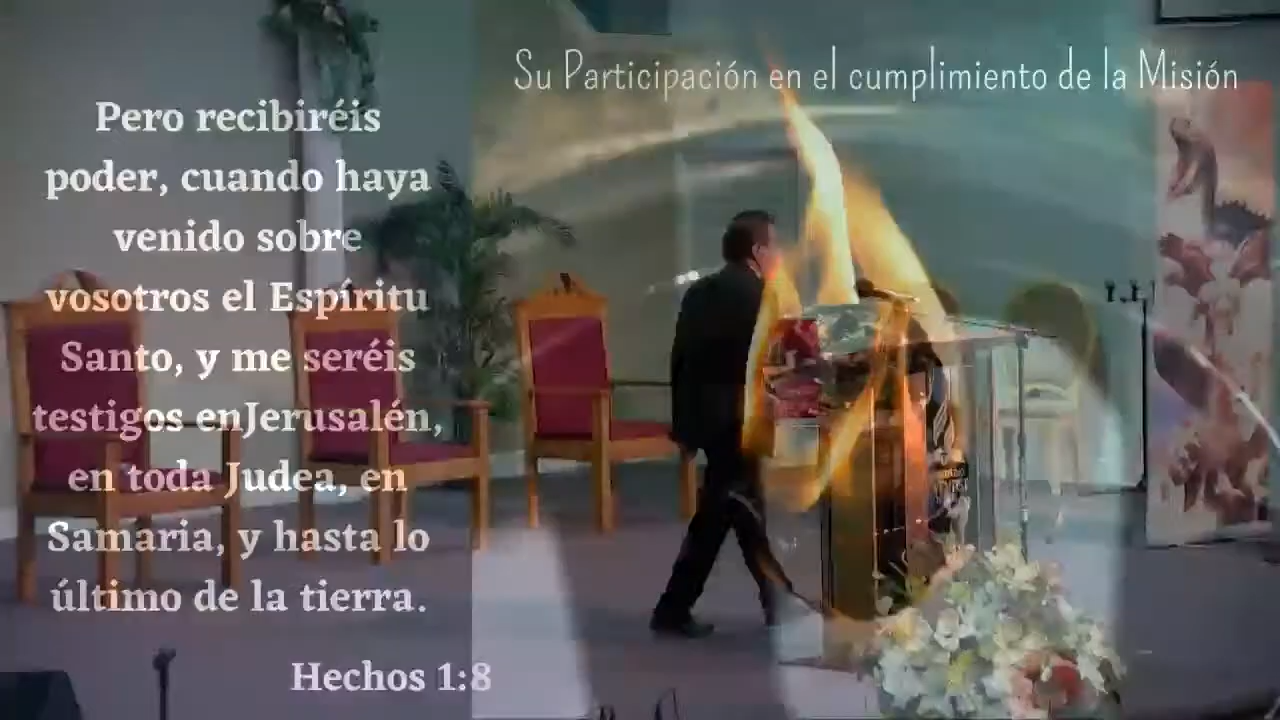 Su Participación en el cumplimiento de la Misión
Pero recibiréis
poder, cuando haya
venido sobre
vosotros el Espíritu
Santo, y me seréis
testigos enJerusalén,
en toda Judea, en
Samaria, y hasta lo
último de la tierra.
Hechos 1:8